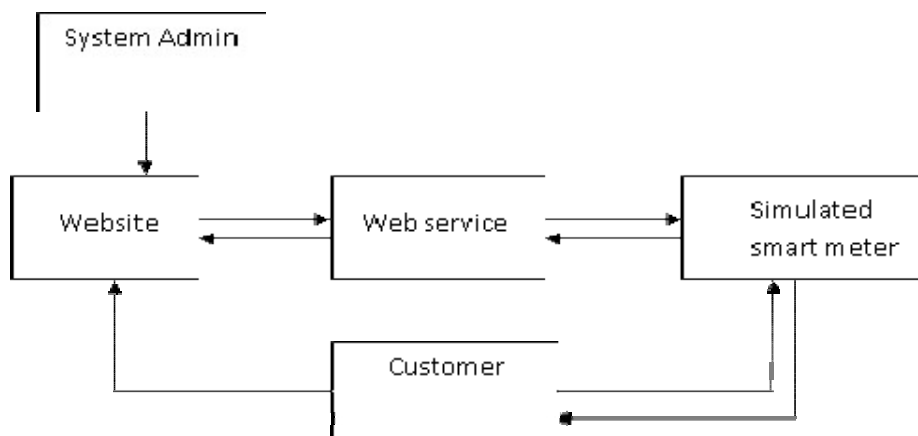 System Admin
Website
Web service
Simulated
smart meter
Customer